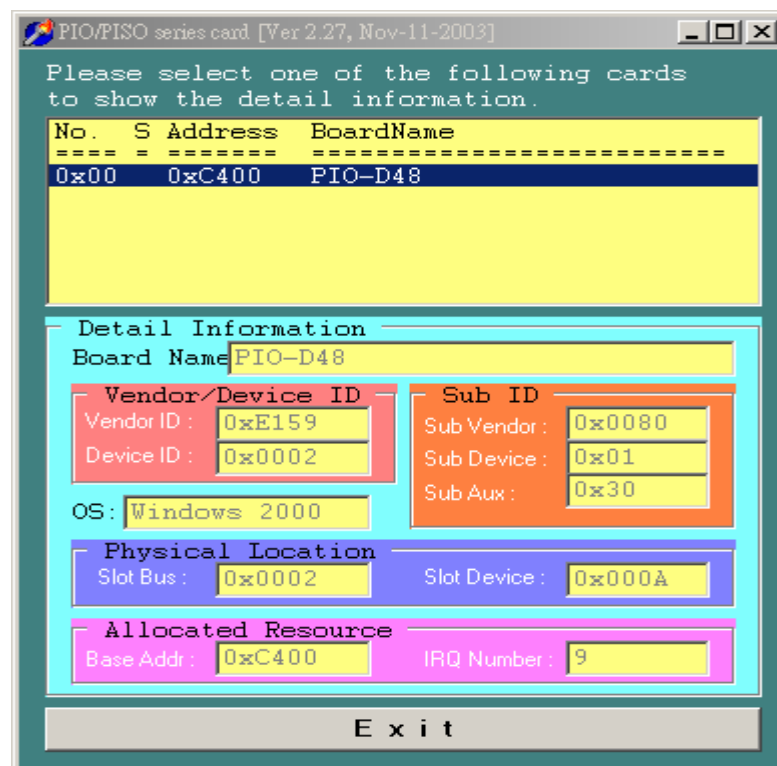 PIO/PISO series card [Ver 2.27, Nov-11-2003]
Please select one of the following cards
to show the detail information.
No. S Address BoardName
==== = ======= ==========================
0x00 0xC400 PIO-D48
Detail Information
Board Name PIO-D48
Vendor/Device ID
Vendor ID : 0xE159
Device ID : 0x0002
Sub ID
Sub Vendor : 0x0080
Sub Device : 0x01
Sub Aux : 0x30
OS: Windows 2000
Physical Location
Slot Bus : 0x0002 Slot Device : 0x000A
Allocated Resource
Base Addr : 0xC400 IRQ Number : 9
Exit